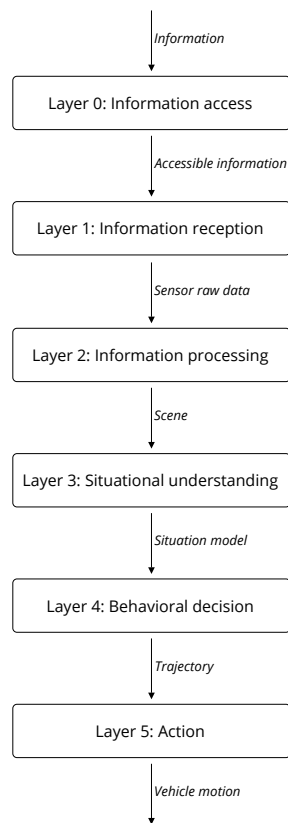 Information
Layer 0: Information access
Accessible information
Layer 1: Information reception
Sensor raw data
Layer 2: Information processing
Scene
Layer 3: Situational understanding
Situation model
Layer 4: Behavioral decision
Trajectory
Layer 5: Action
Vehicle motion